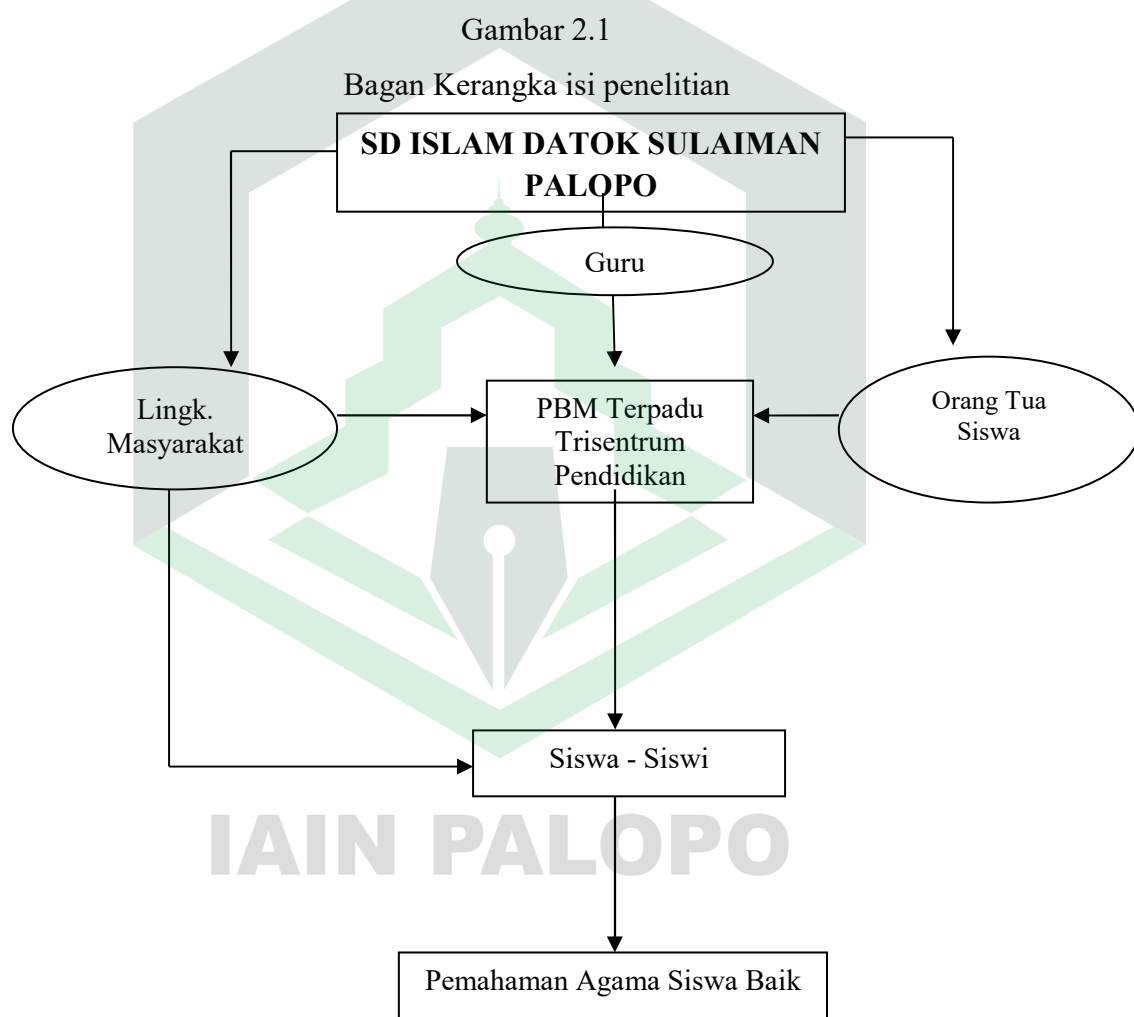 Gambar 2.1
Bagan Kerangka isi penelitian
SD ISLAM DATOK SULAIMAN
PALOPO
Guru
Lingk.
Masyarakat
PBM Terpadu
Trisentrum
Pendidikan
Orang Tua
Siswa
Siswa - Siswi
IAIN PALOPO
Pemahaman Agama Siswa Baik